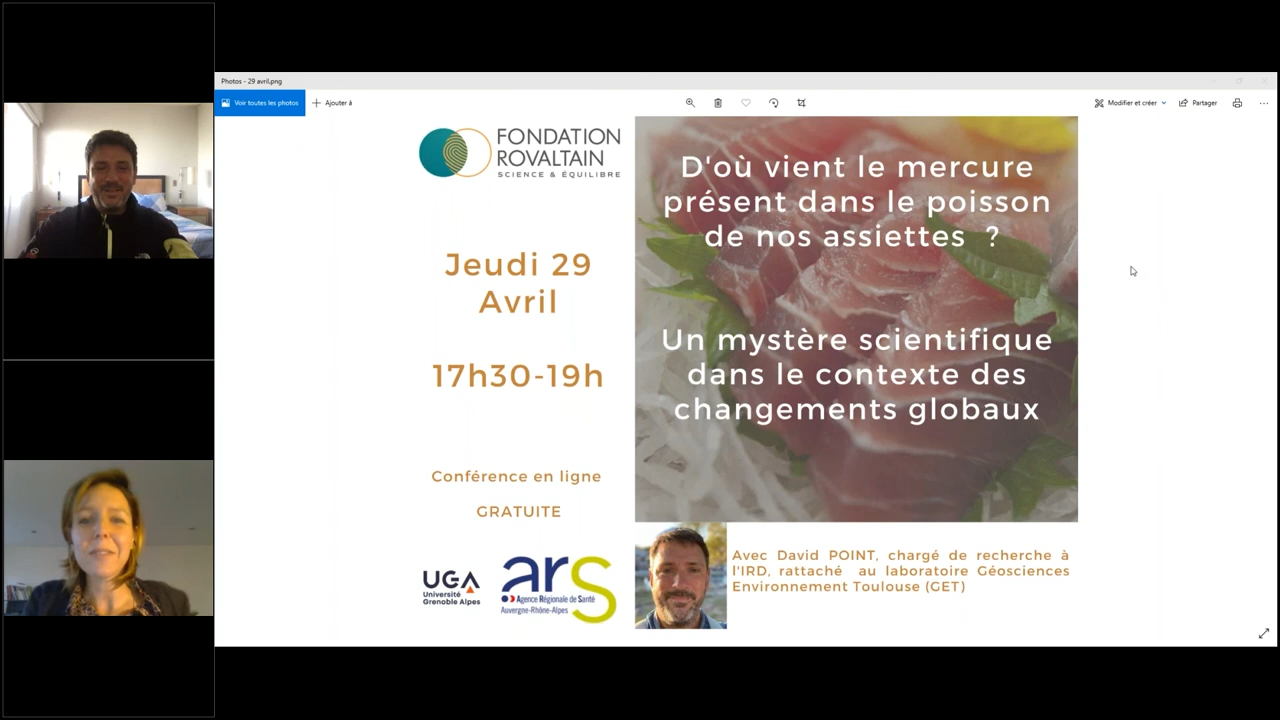 Photos - 29 avril.png
Voir toutes les photos
Ajouter à
Modifier et créer
Partager
FONDATION
ROVALTAIN
SCIENCE & ÉQUILIBRE
Jeudi 29
Avril
17h30-19h
Conférence en ligne
GRATUITE
UGA
Université
Grenoble Alpes
ars
Agence Régionale de Santé
Auvergne-Rhône-Alpes
D'où vient le mercure
présent dans le poisson
de nos assiettes ?
Un mystère scientifique
dans le contexte des
changements globaux
Avec David POINT, chargé de recherche à
l'IRD, rattaché au laboratoire Géosciences
Environnement Toulouse (GET)